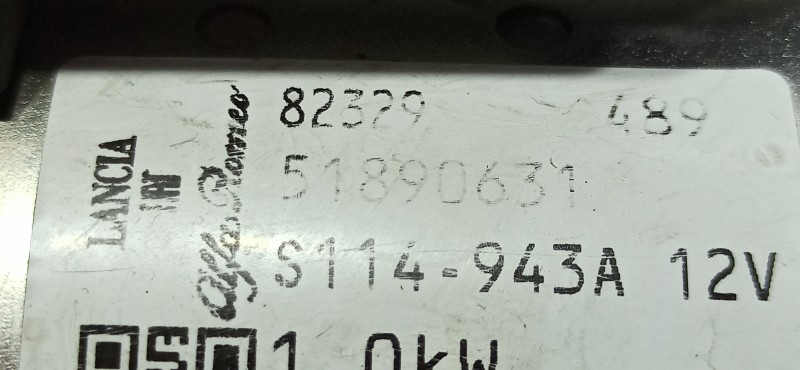 LANCIA
FIAT
Alfa Romeo
82329 489
51890631
S114-943A 12V
1.0kW